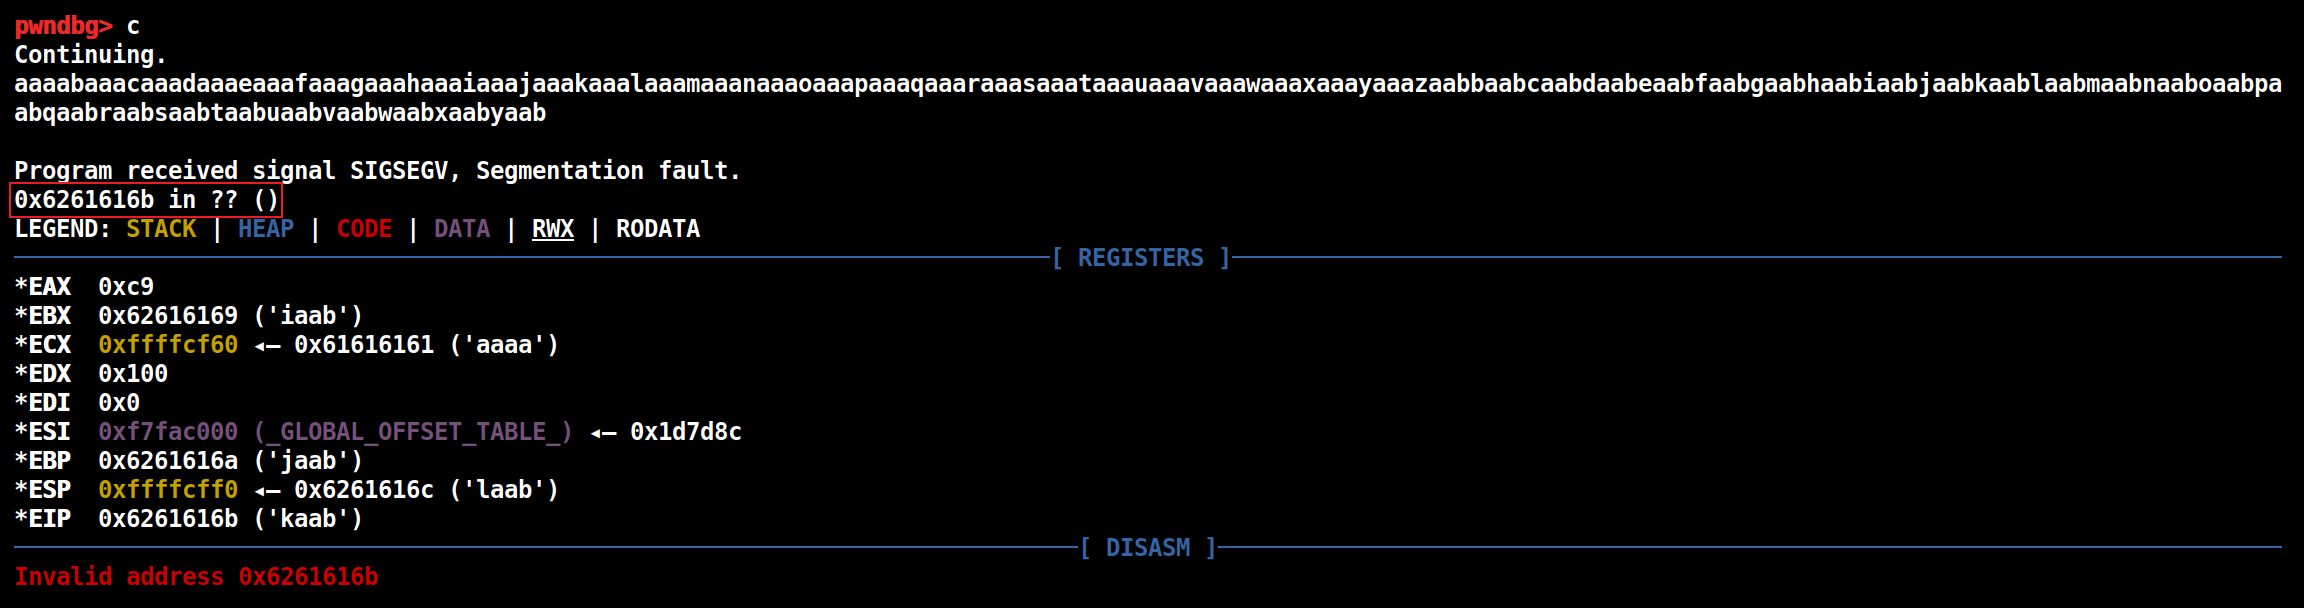 pwndbg> c
Continuing.
aaaabaaacaaadaaaeaaafaaagaaahaaaiaaajaaakaaalaaamaaanaaaoaaapaaaqaaaraaasaaataaauaaavaaawaaaxaaayaaazaabbaabcaabdaabeaabfaabgaabhaabiaabjaabkaablaabmaabnaaboaabpa
abqaabraabsaabtaabuaabvaabwaabxaabyaab
Program received signal SIGSEGV, Segmentation fault.
0x6261616b in ?? ()
LEGEND: STACK | HEAP | CODE | DATA | RWX | RODATA
[ REGISTERS ]
*EAX  0xc9
*EBX  0x62616169 ('iaab')
*ECX  0xffffcf60 ◂— 0x61616161 ('aaaa')
*EDX  0x100
*EDI  0x0
*ESI  0xf7fac000 (_GLOBAL_OFFSET_TABLE_) ◂— 0x1d7d8c
*EBP  0x6261616a ('jaab')
*ESP  0xffffcff0 ◂— 0x6261616c ('laab')
*EIP  0x6261616b ('kaab')
[ DISASM ]
Invalid address 0x6261616b